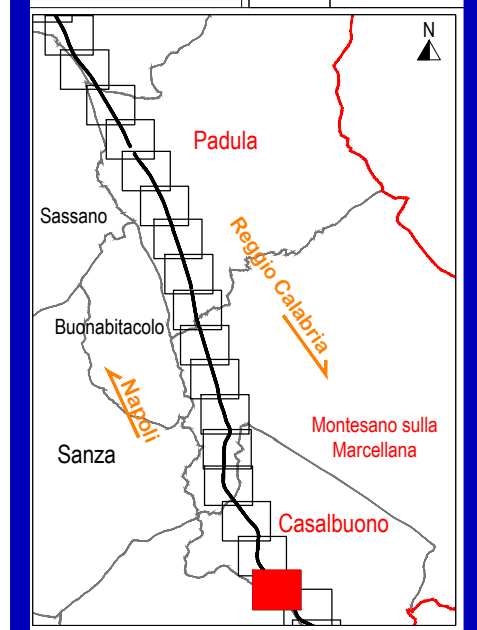 N
Padula
Sassano
Reggio Calabria
Buonabitacolo
Napoli
Montesano sulla
Marcellana
Sanza
Casalbuono